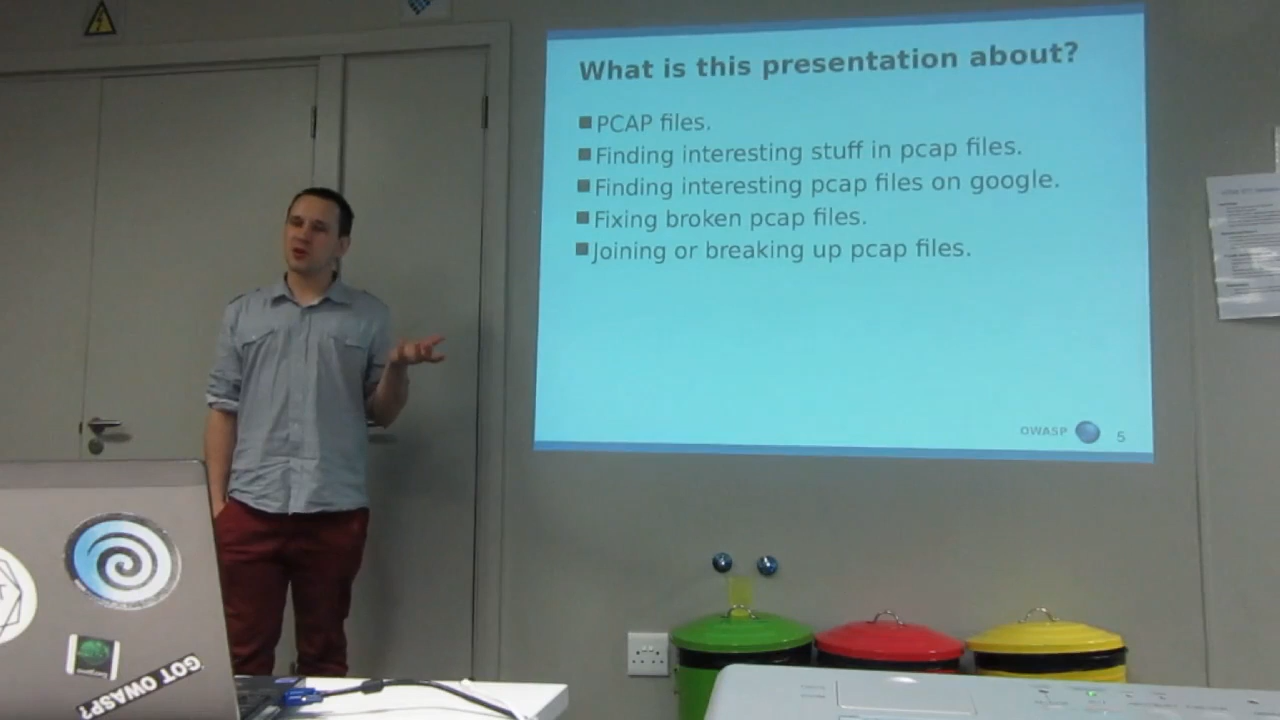 What is this presentation about?
PCAP files.
Finding interesting stuff in pcap files.
Finding interesting pcap files on google.
Fixing broken pcap files.
Joining or breaking up pcap files.
OWASP 5
GOT OWASP?